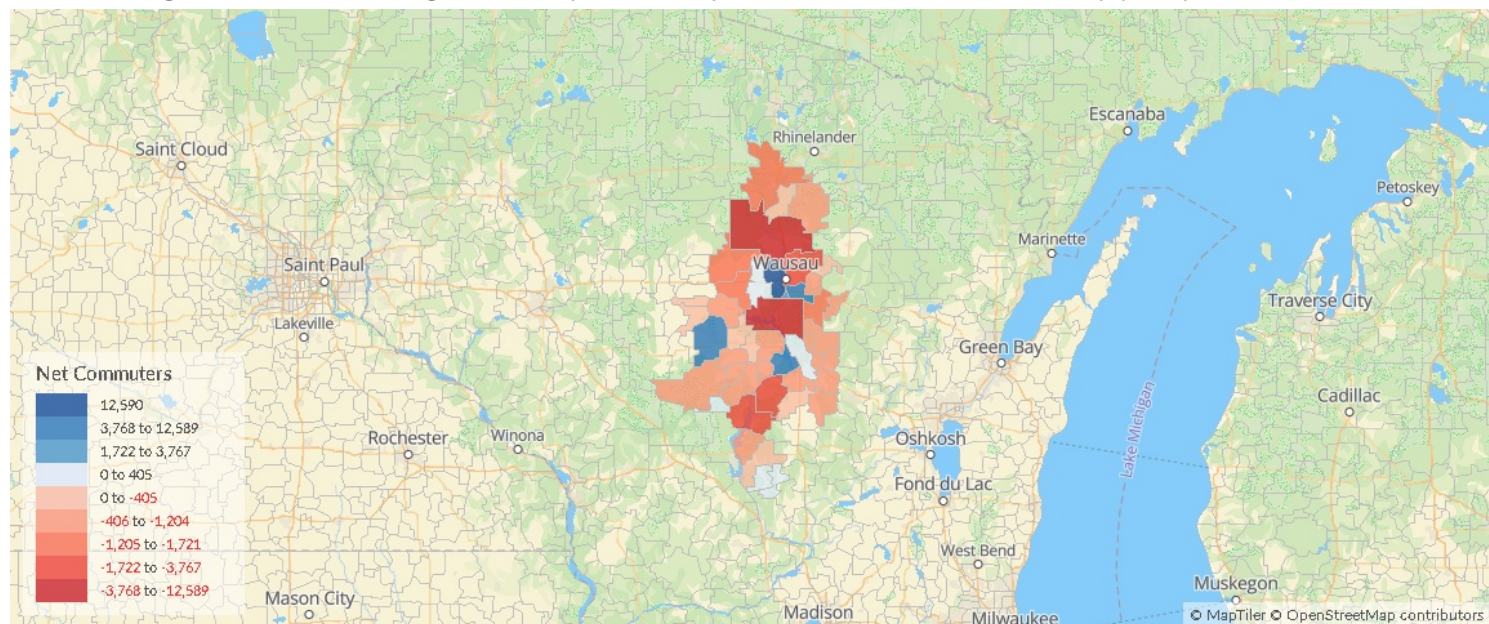 Rhinelander
Escanaba
Saint Cloud
Petoskey
Marinette
Saint Paul
Wausau
Traverse City
Lakeville
Green Bay
Net Commuters
12,590
3,768 to 12,589
1,722 to 3,767
0 to 405
0 to -405
-406 to -1,204
-1,205 to -1,721
-1,722 to -3,767
-3,768 to -12,589
Cadillac
Rochester
Winona
Oshkosh
Lake Michigan
Fond du Lac
West Bend
Muskegon
Mason City
Madison
Milwaukee
© MapTiler © OpenStreetMap contributors